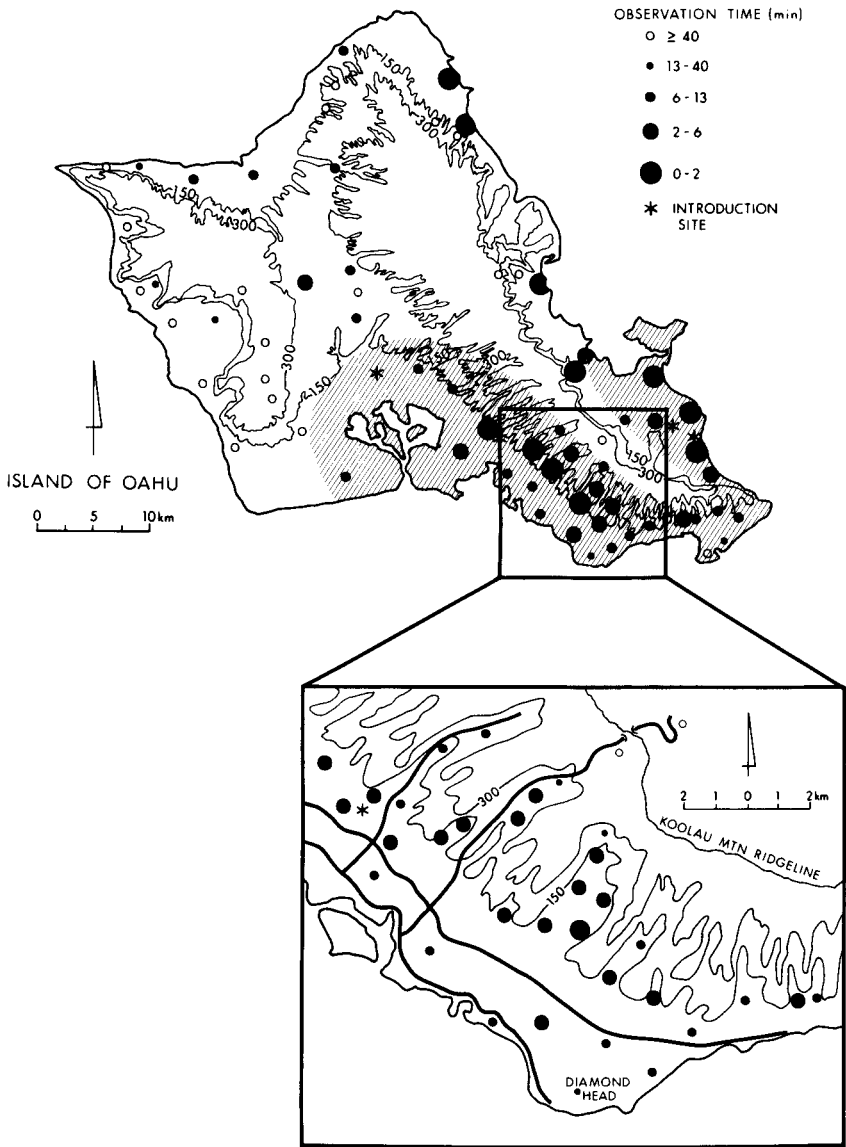 OBSERVATION TIME (min)
≥ 40
13-40
6-13
2-6
0-2
* INTRODUCTION
SITE
150
300
150
300
300
150
150
300
150
300
ISLAND OF OAHU
0 5 10km
300
2 1 0 1 2km
KOOLAU MTN RIDGELINE
150
DIAMOND
HEAD